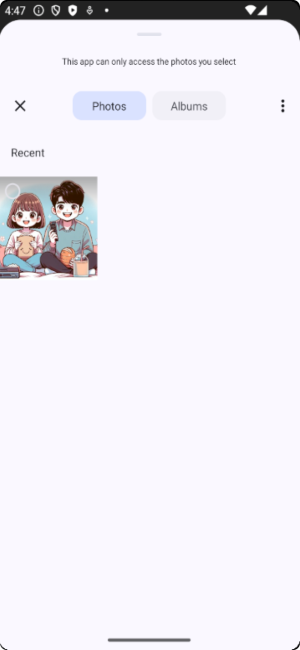 4:47
This app can only access the photos you select
Photos
Albums
Recent